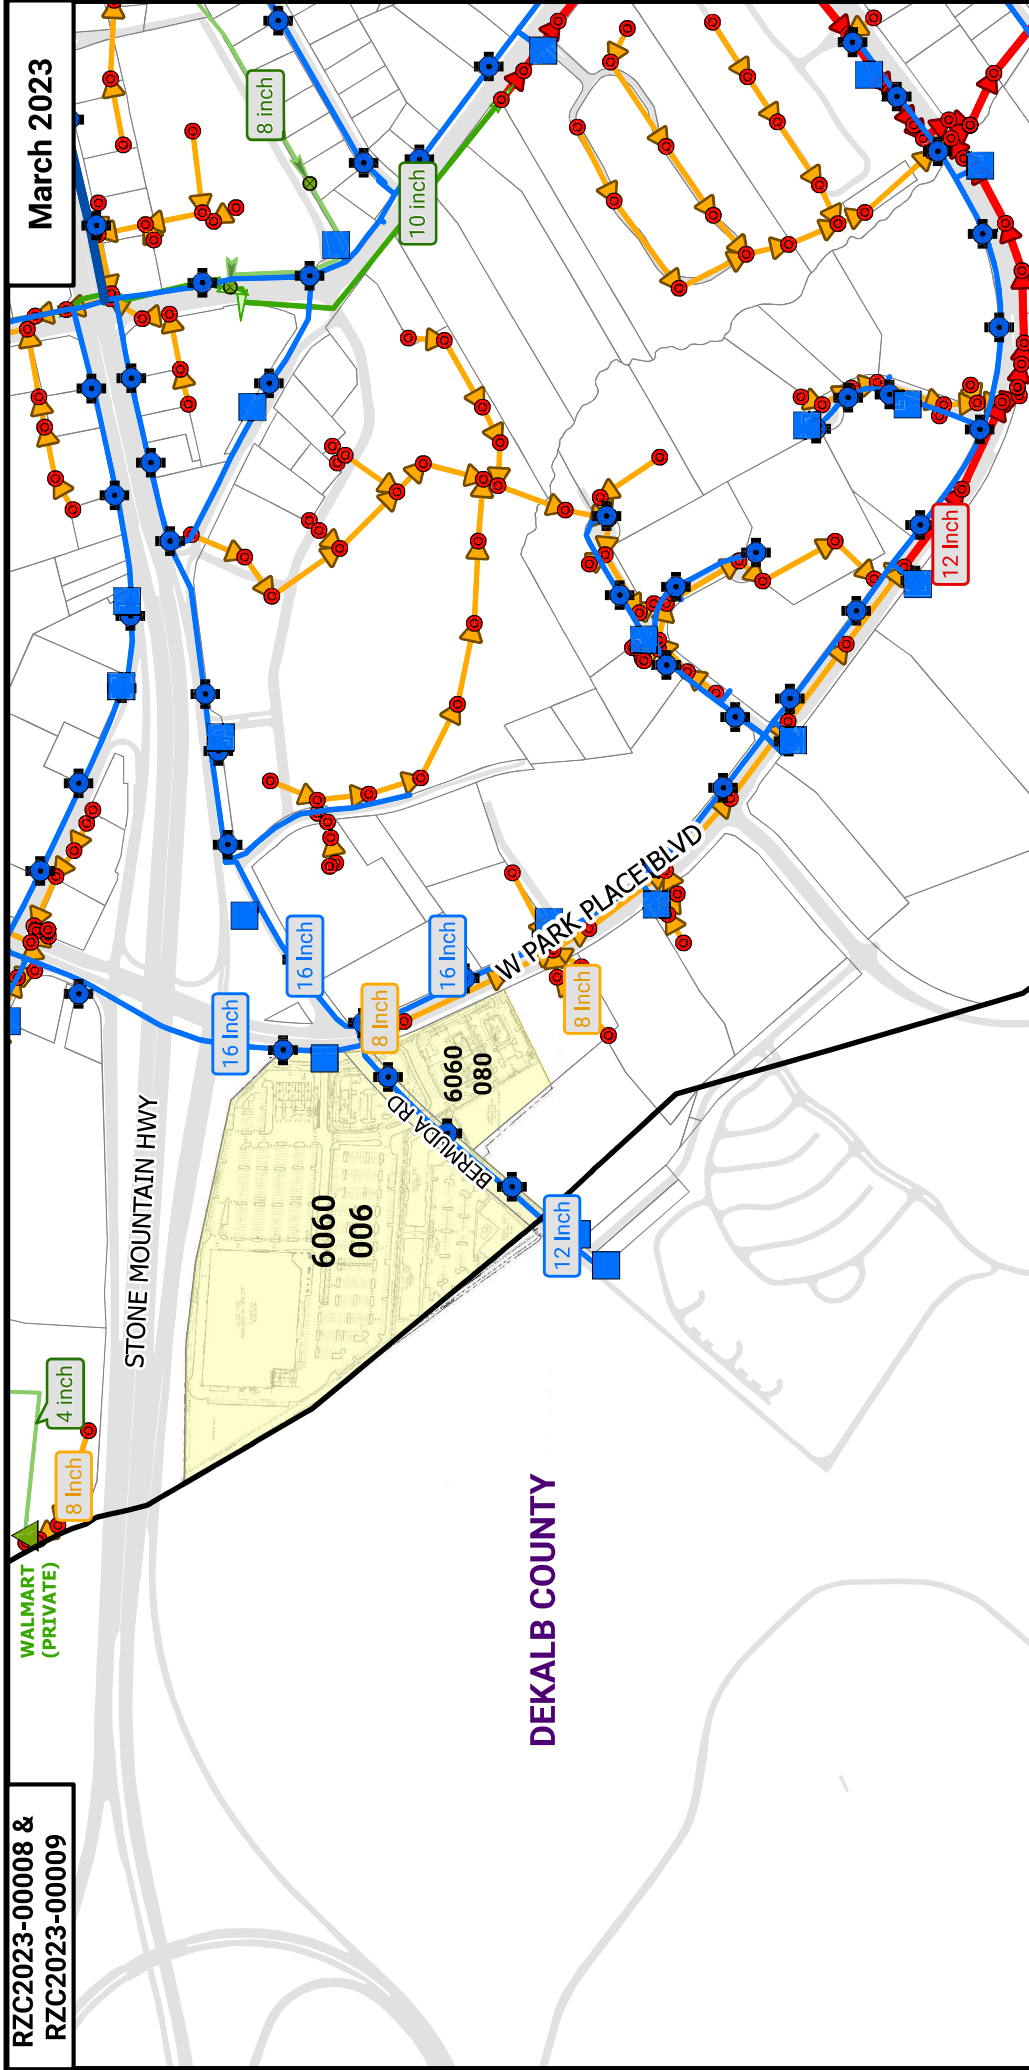 RZC2023-00008 &
RZC2023-00009
March 2023
WALMART
(PRIVATE)
8 Inch
4 inch
STONE MOUNTAIN HWY
16 Inch
16 Inch
16 Inch
8 Inch
8 Inch
W PARK PLACE BLVD
BERMUDA RD
6060
006
6060
080
12 Inch
12 Inch
8 inch
10 inch
DEKALB COUNTY